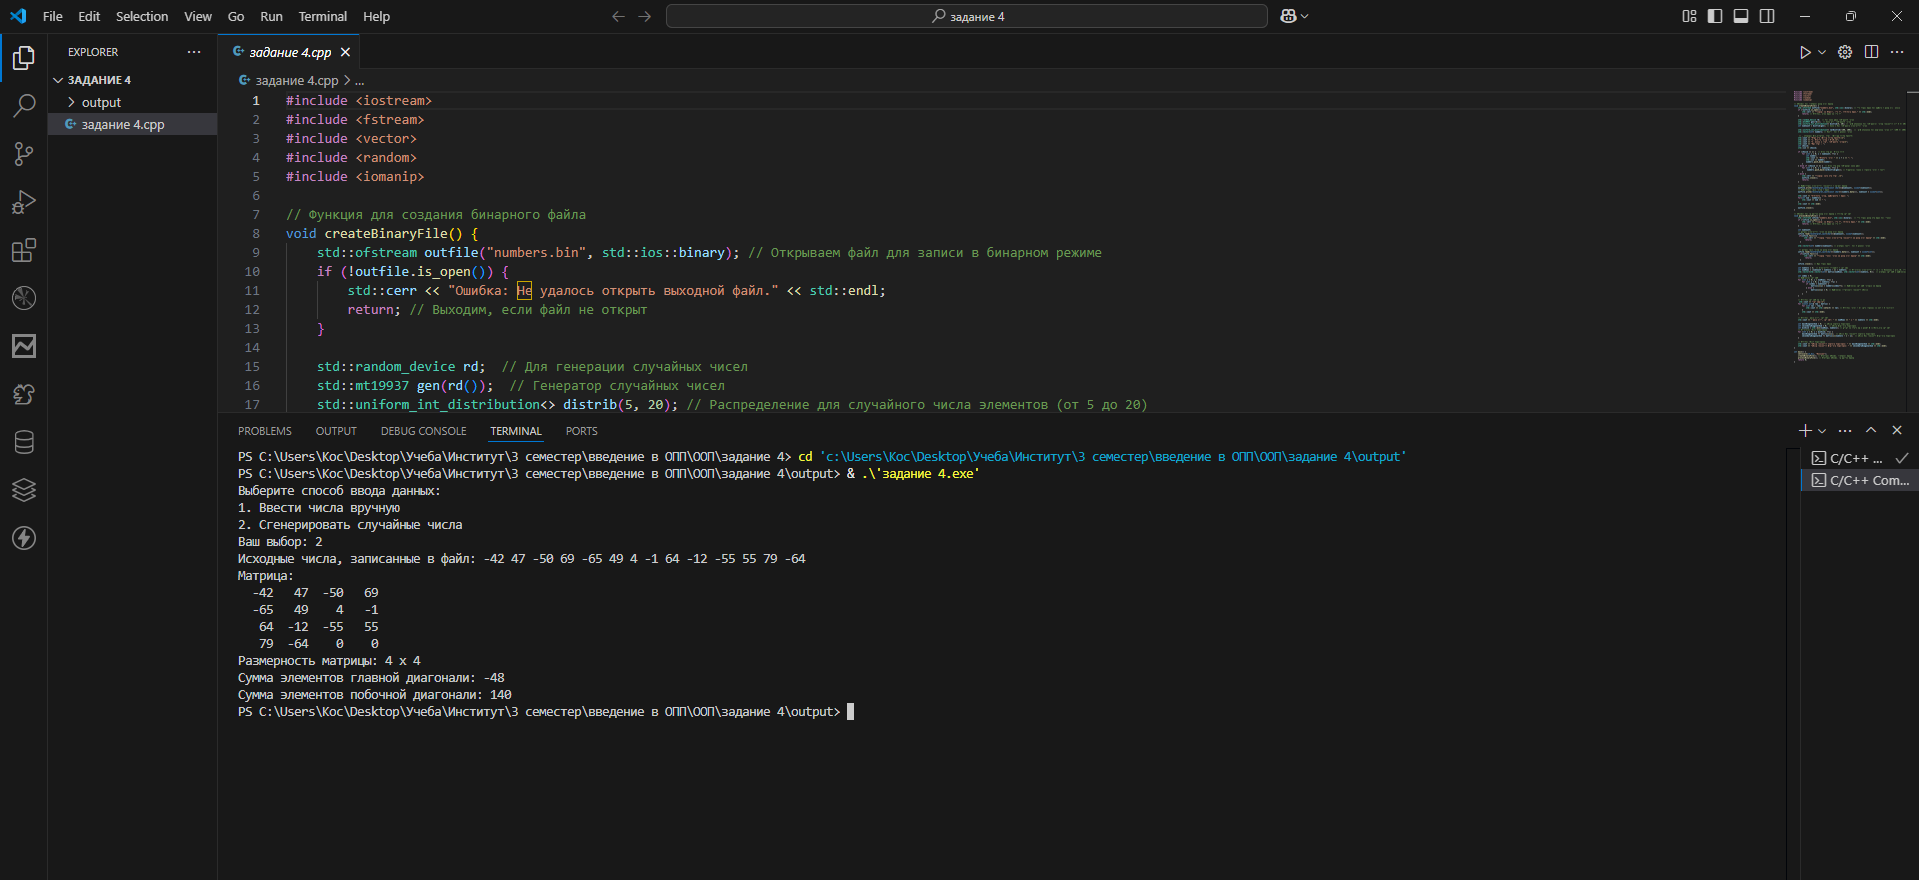 File Edit Selection View Go Run Terminal Help
задание 4
EXPLORER
ЗАДАНИЕ 4
output
задание 4.cpp
задание 4.cpp
задание 4.cpp > ...
1 #include <iostream>
2 #include <fstream>
3 #include <vector>
4 #include <random>
5 #include <iomanip>
6
7 // Функция для создания бинарного файла
8 void createBinaryFile() {
9 std::ofstream outfile("numbers.bin", std::ios::binary); // Открываем файл для записи в бинарном режиме
10 if (!outfile.is_open()) {
11 std::cerr << "Ошибка: Не удалось открыть выходной файл." << std::endl;
12 return; // Выходим, если файл не открыт
13 }
14
15 std::random_device rd; // Для генерации случайных чисел
16 std::mt19937 gen(rd()); // Генератор случайных чисел
17 std::uniform_int_distribution<> distrib(5, 20); // Распределение для случайного числа элементов (от 5 до 20)
PROBLEMS OUTPUT DEBUG CONSOLE TERMINAL PORTS
PS C:\Users\Koc\Desktop\Учеба\Институт\3 семестр\введение в ОПП\ООП\задание 4> cd 'c:\Users\Koc\Desktop\Учеба\Институт\3 семестр\введение в ОПП\ООП\задание 4\output'
PS C:\Users\Koc\Desktop\Учеба\Институт\3 семестр\введение в ОПП\ООП\задание 4\output> & .\'задание 4.exe'
Выберите способ ввода данных:
1. Ввести числа вручную
2. Сгенерировать случайные числа
Ваш выбор: 2
Исходные числа, записанные в файл: -42 47 -50 69 -65 49 4 -1 64 -12 -55 55 79 -64
Матрица:
-42 47 -50 69
-65 49 4 -1
64 -12 -55 55
79 -64 0 0
Размерность матрицы: 4 x 4
Сумма элементов главной диагонали: -48
Сумма элементов побочной диагонали: 140
PS C:\Users\Koc\Desktop\Учеба\Институт\3 семестр\введение в ОПП\ООП\задание 4\output>
C/C++ ...
C/C++ Com...